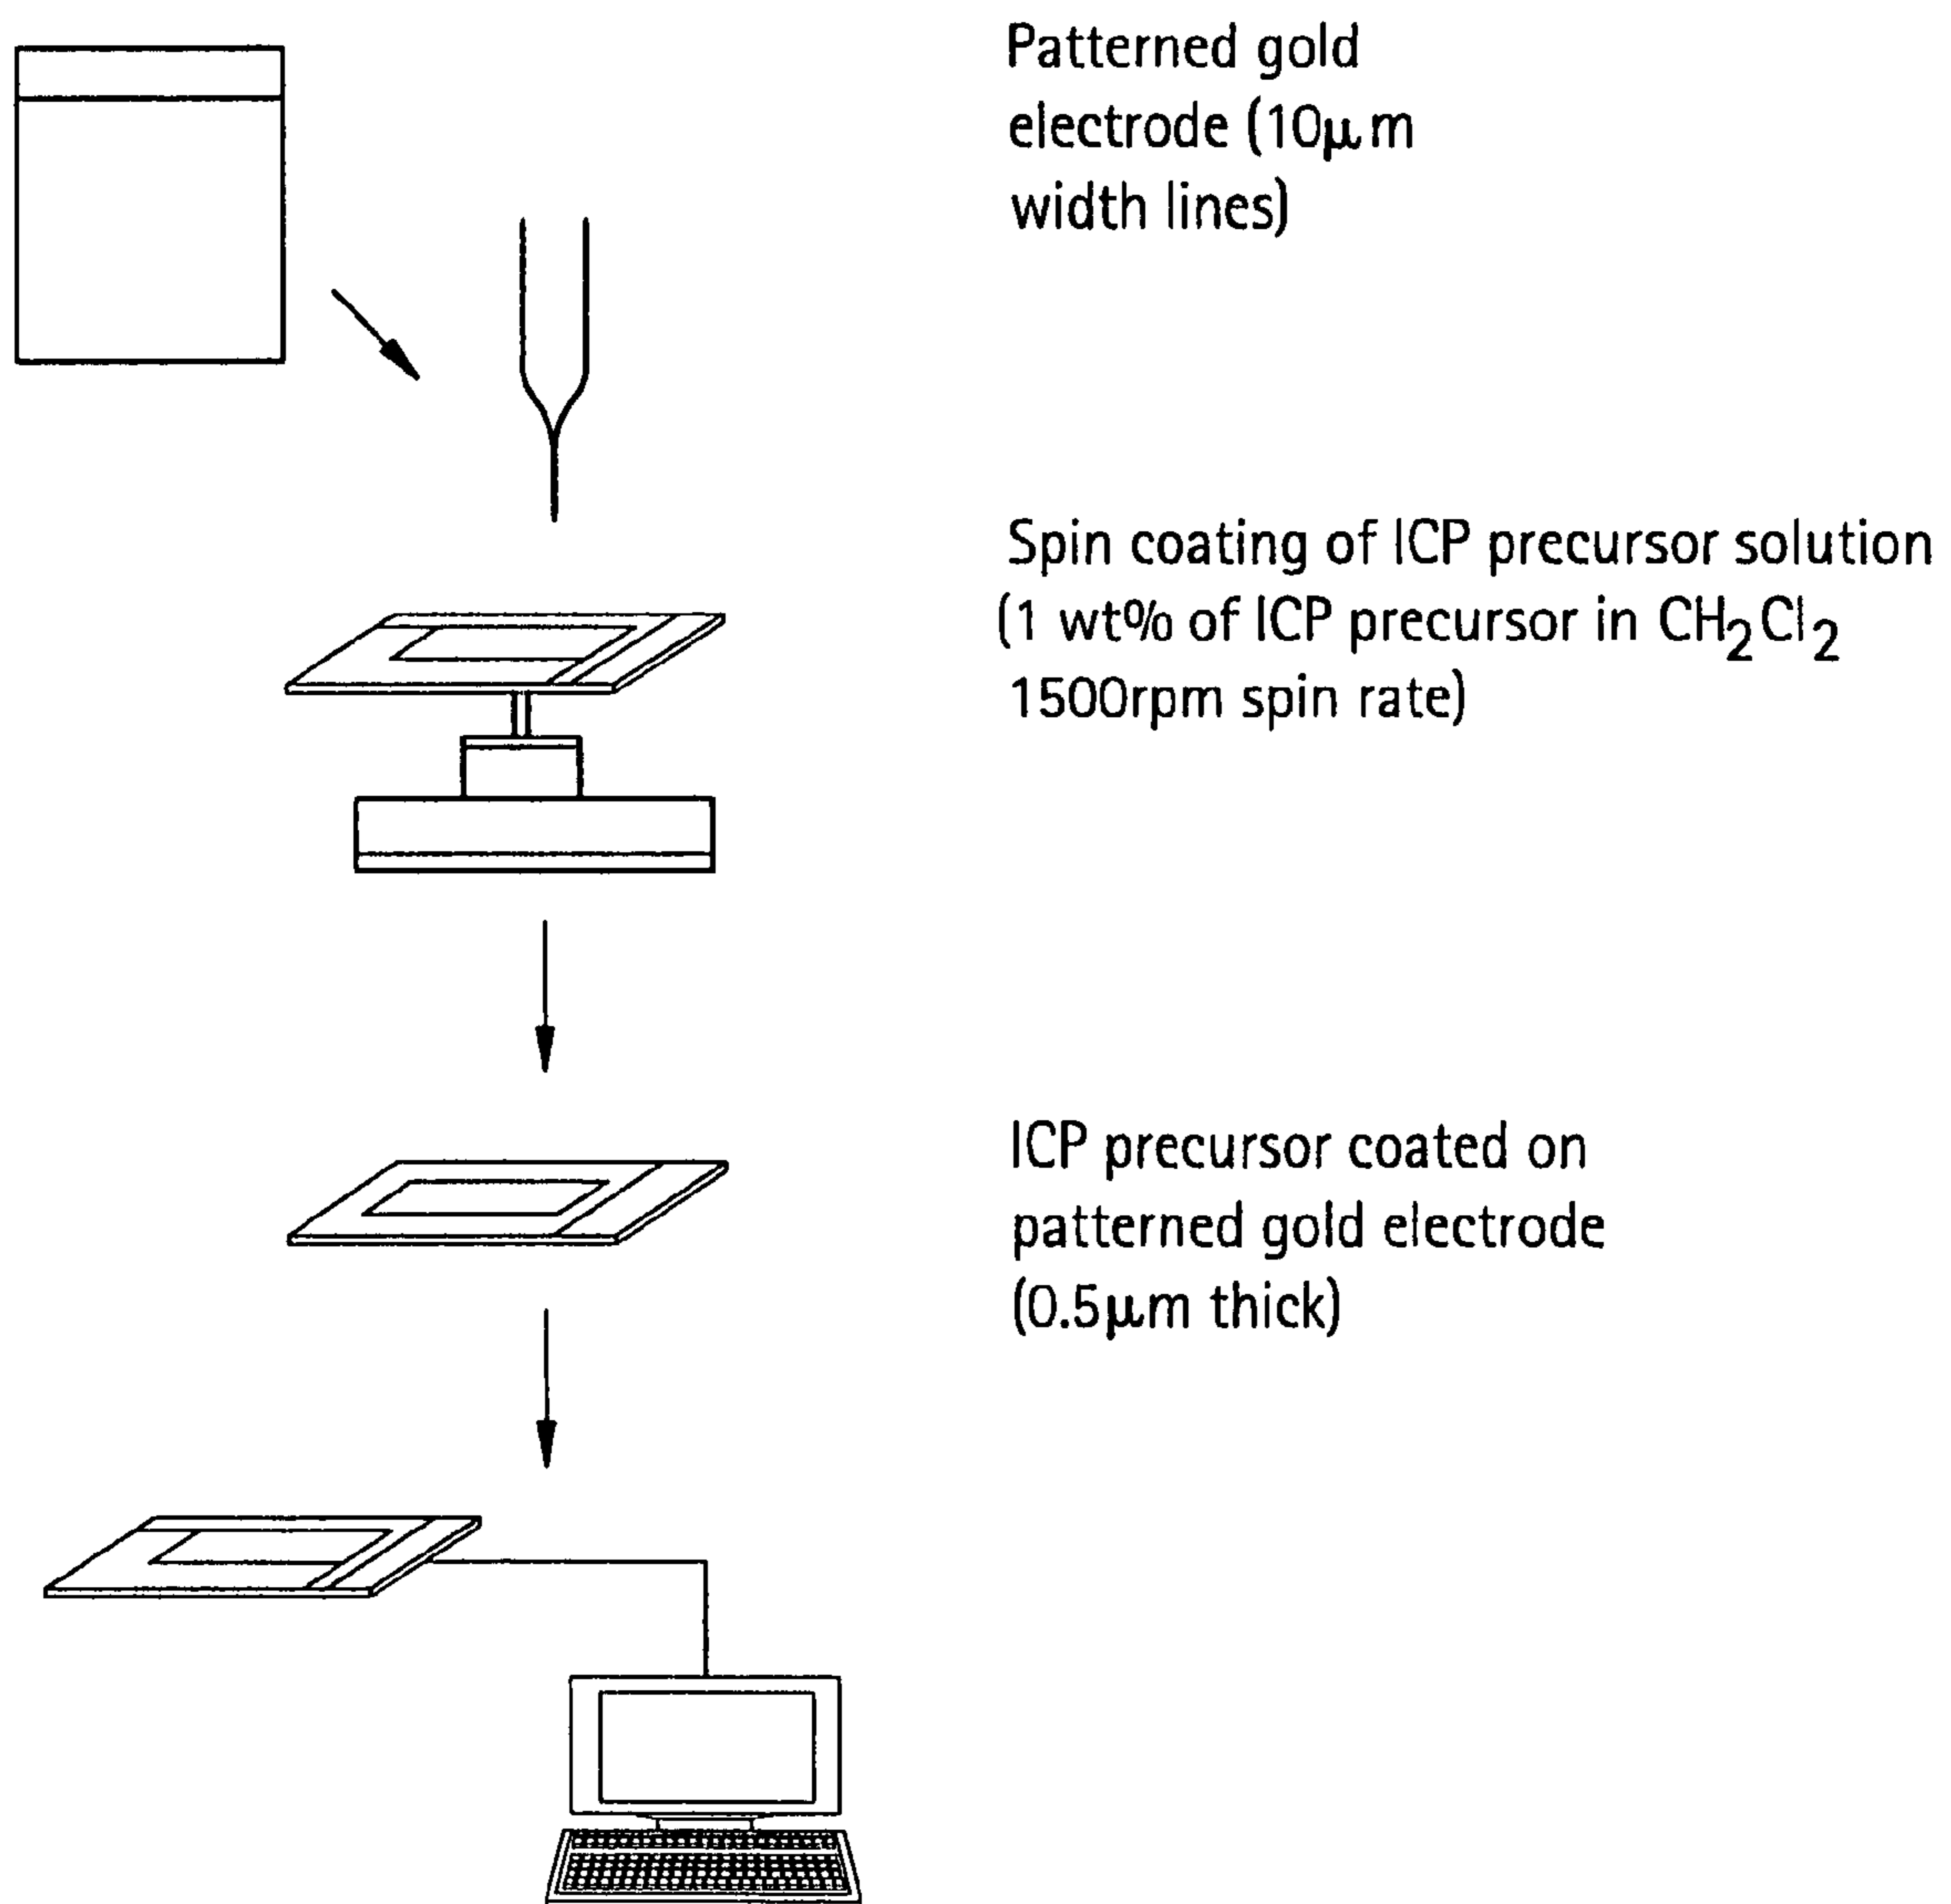 Patterned gold
electrode (10μm
width lines)
Spin coating of ICP precursor solution
(1 wt% of ICP precursor in CH₂Cl₂
1500rpm spin rate)
ICP precursor coated on
patterned gold electrode
(0.5μm thick)